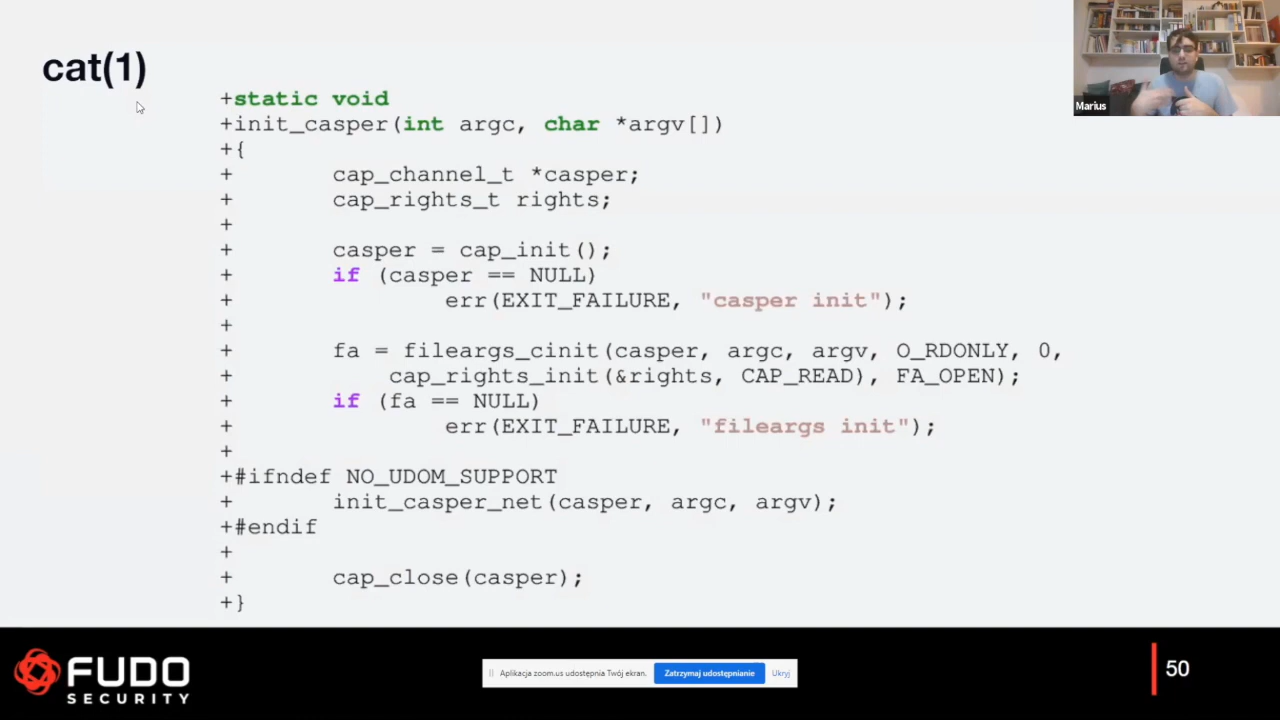 cat(1)
Marius
+static void
+init_casper(int argc, char *argv[])
+{
+ cap_channel_t *casper;
+ cap_rights_t rights;
+
+ casper = cap_init();
+ if (casper == NULL)
+ err(EXIT_FAILURE, "casper init");
+
+ fa = fileargs_cinit(casper, argc, argv, O_RDONLY, 0,
+ cap_rights_init(&rights, CAP_READ), FA_OPEN);
+ if (fa == NULL)
+ err(EXIT_FAILURE, "fileargs init");
+
+#ifndef NO_UDOM_SUPPORT
+ init_casper_net(casper, argc, argv);
+#endif
+
+ cap_close(casper);
+}
FUDO
SECURITY
Aplikacja zoom.us udostępnia Twój ekran. Zatrzymaj udostępnianie Ukryj
50